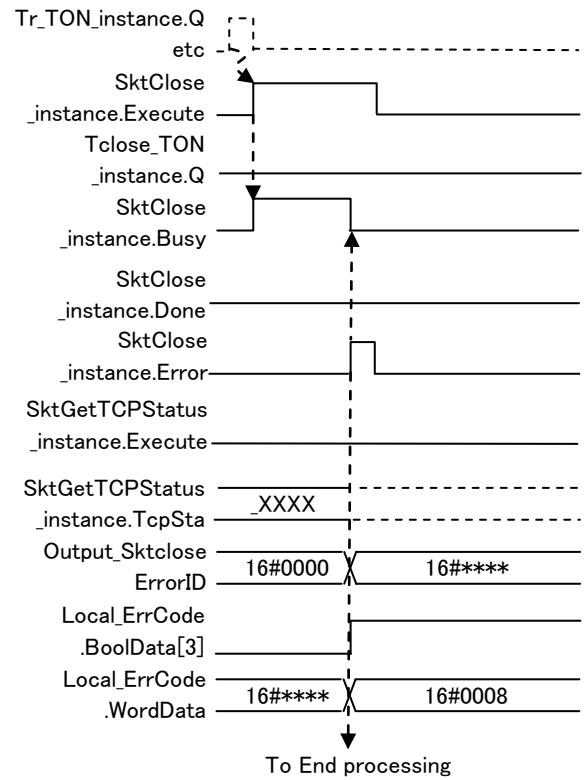 Tr_TON_instance.Q
etc
SktClose
_instance.Execute
Tclose_TON
_instance.Q
SktClose
_instance.Busy
SktClose
_instance.Done
SktClose
_instance.Error
SktGetTCPStatus
_instance.Execute
SktGetTCPStatus
_instance.TcpSta
_XXXX
Output_Sktclose
ErrorID
16#0000
16#****
Local_ErrCode
.BoolData[3]
Local_ErrCode
.WordData
16#****
16#0008
To End processing